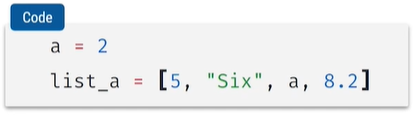 Code
a = 2
list_a = [5, "Six", a, 8.2]